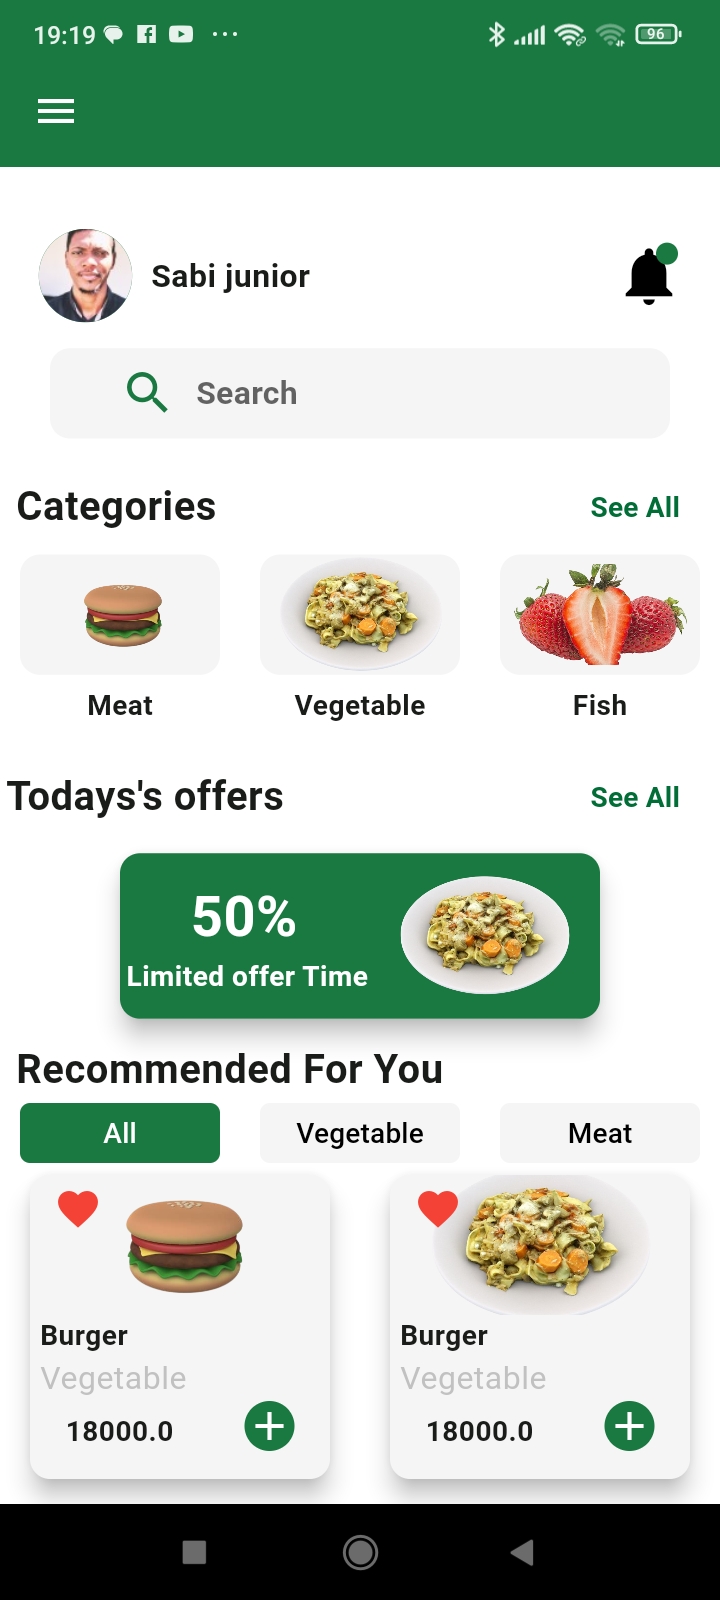 19:19
96
Sabi junior
Search
Categories
See All
Meat
Vegetable
Fish
Todays's offers
See All
50%
Limited offer Time
Recommended For You
All
Vegetable
Meat
Burger
Vegetable
18000.0
Burger
Vegetable
18000.0